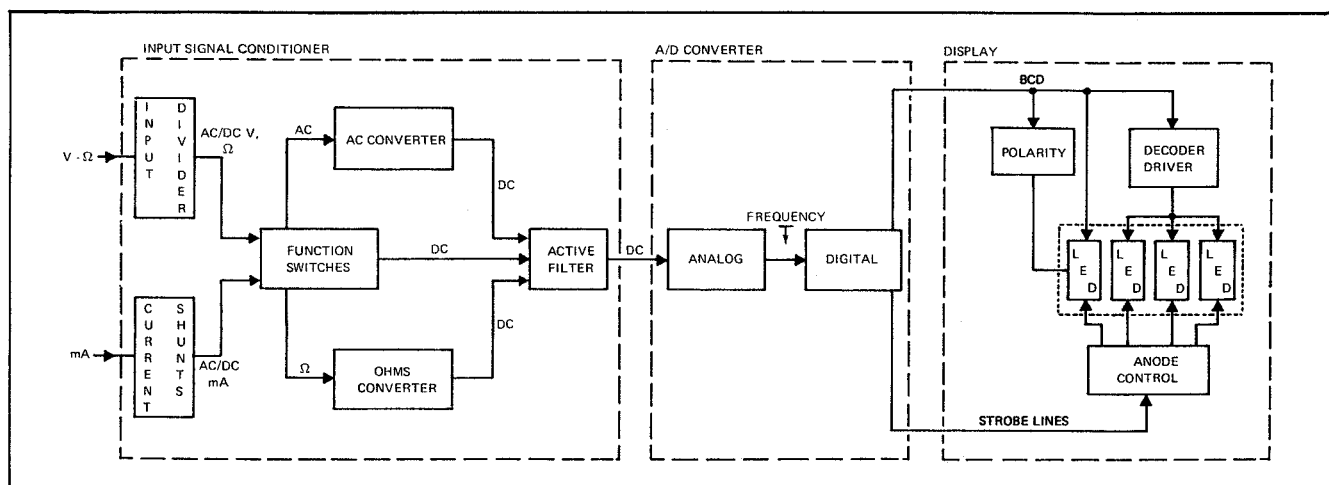 INPUT SIGNAL CONDITIONER
A/D CONVERTER
DISPLAY
V - Ω
INPUT
DIVIDER
AC/DC V,
Ω
mA
CURRENT
SHUNTS
AC/DC
mA
FUNCTION
SWITCHES
AC
AC CONVERTER
DC
DC
Ω
OHMS
CONVERTER
DC
ACTIVE
FILTER
DC
ANALOG
FREQUENCY
DIGITAL
BCD
POLARITY
DECODER
DRIVER
LED
LED
LED
LED
ANODE
CONTROL
STROBE LINES